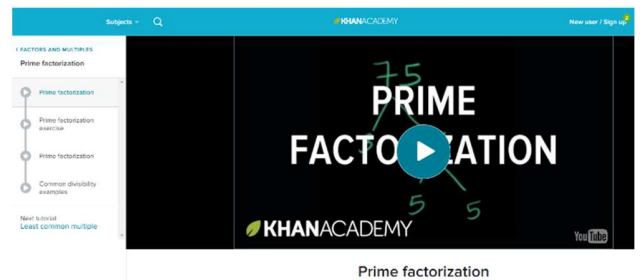 Subjects
KHANACADEMY
New user / Sign up
2
FACTORS AND MULTIPLES
Prime factorization
Prime factorization
Prime factorization
exercise
Prime factorization
Common divisibility
examples
Next tutorial
Least common multiple
75
PRIME
FACTORIZATION
5
5
KHANACADEMY
YouTube
Prime factorization